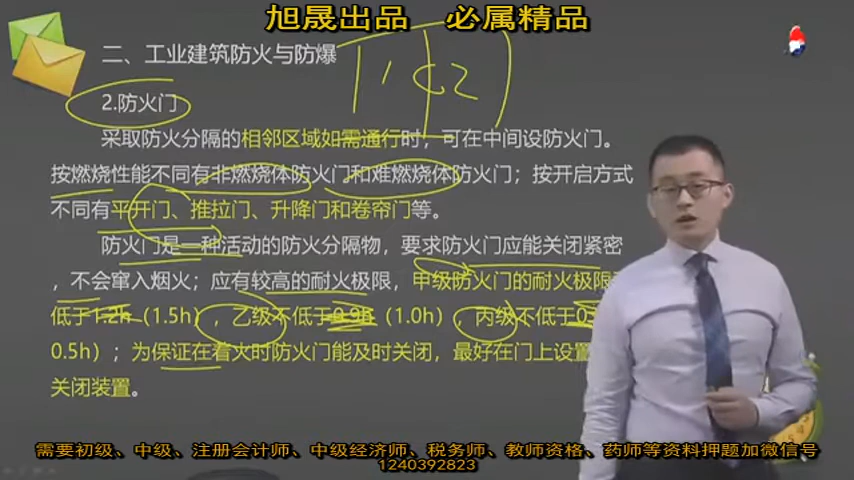 旭晟出品 必属精品
二、工业建筑防火与防爆
1 2
2.防火门
采取防火分隔的相邻区域如需通行时，可在中间设防火门。
按燃烧性能不同有非燃烧体防火门和难燃烧体防火门；按开启方式
不同有平开门、推拉门、升降门和卷帘门等。
防火门是一种活动的防火分隔物，要求防火门应能关闭紧密
，不会窜入烟火；应有较高的耐火极限，甲级防火门的耐火极限
低于1.2h（1.5h），乙级不低于0.9h（1.0h），丙级不低于0.
0.5h）；为保证在着火时防火门能及时关闭，最好在门上设置
关闭装置。
需要初级、中级、注册会计师、中级经济师、税务师、教师资格、药师等资料押题加微信号
1240392823